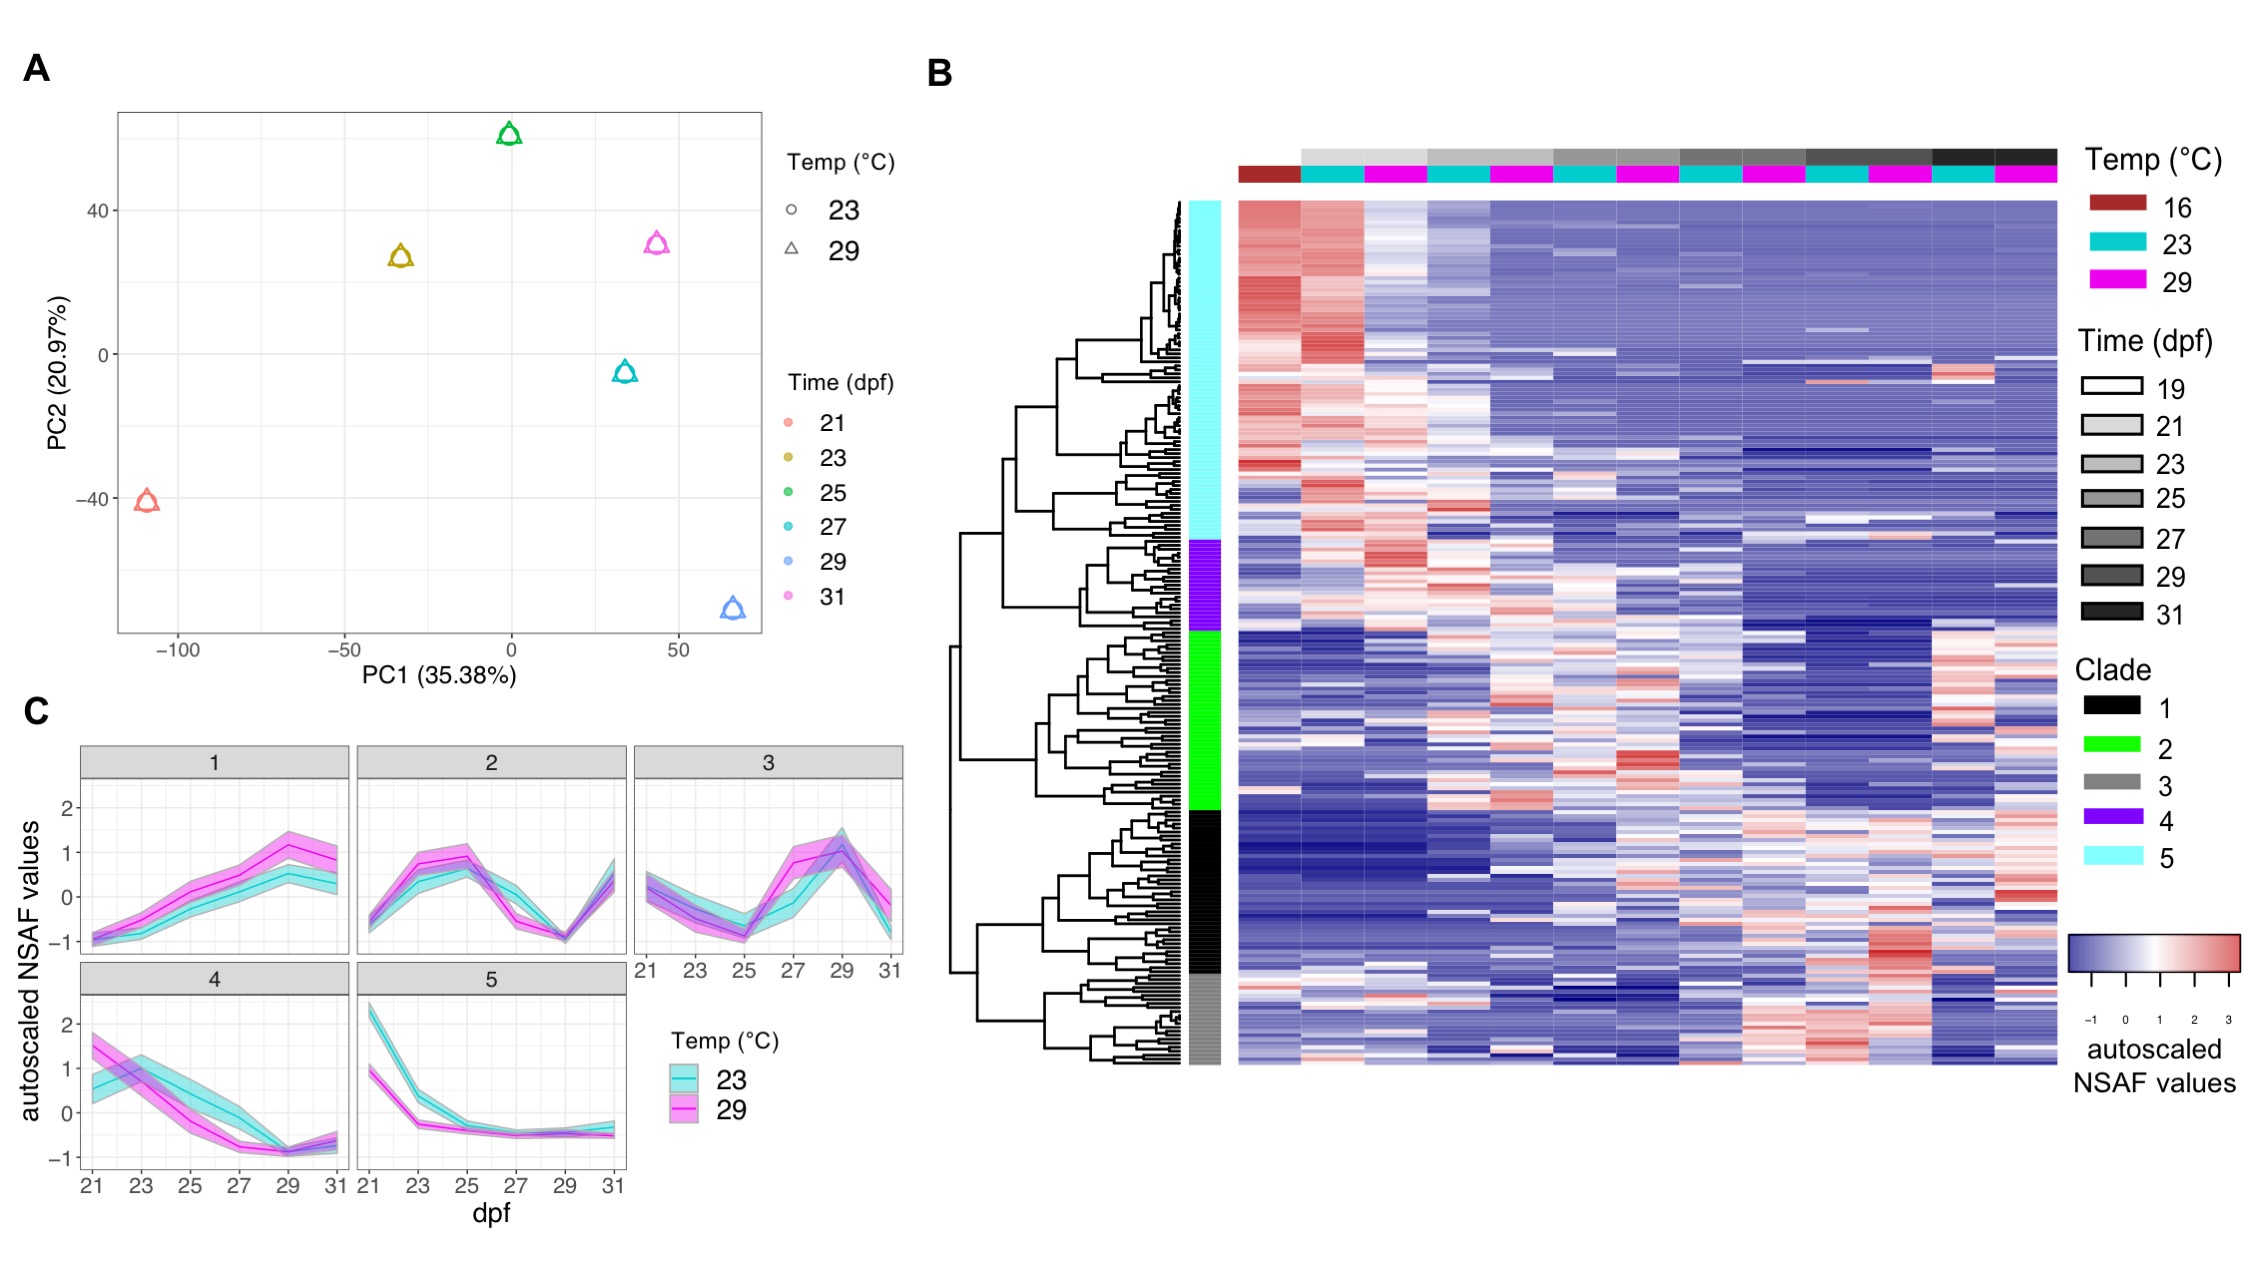 A
40
0
−40
−100
−50
0
50
PC2 (20.97%)
PC1 (35.38%)
Temp (°C)
23
29
Time (dpf)
21
23
25
27
29
31
B
Temp (°C)
16
23
29
Time (dpf)
19
21
23
25
27
29
31
Clade
1
2
3
4
5
−1 0 1 2 3
autoscaled
NSAF values
C
1 2 3
2
1
0
−1
21 23 25 27 29 31
4 5
2
1
0
−1
21 23 25 27 29 31
21 23 25 27 29 31
autoscaled NSAF values
dpf
Temp (°C)
23
29